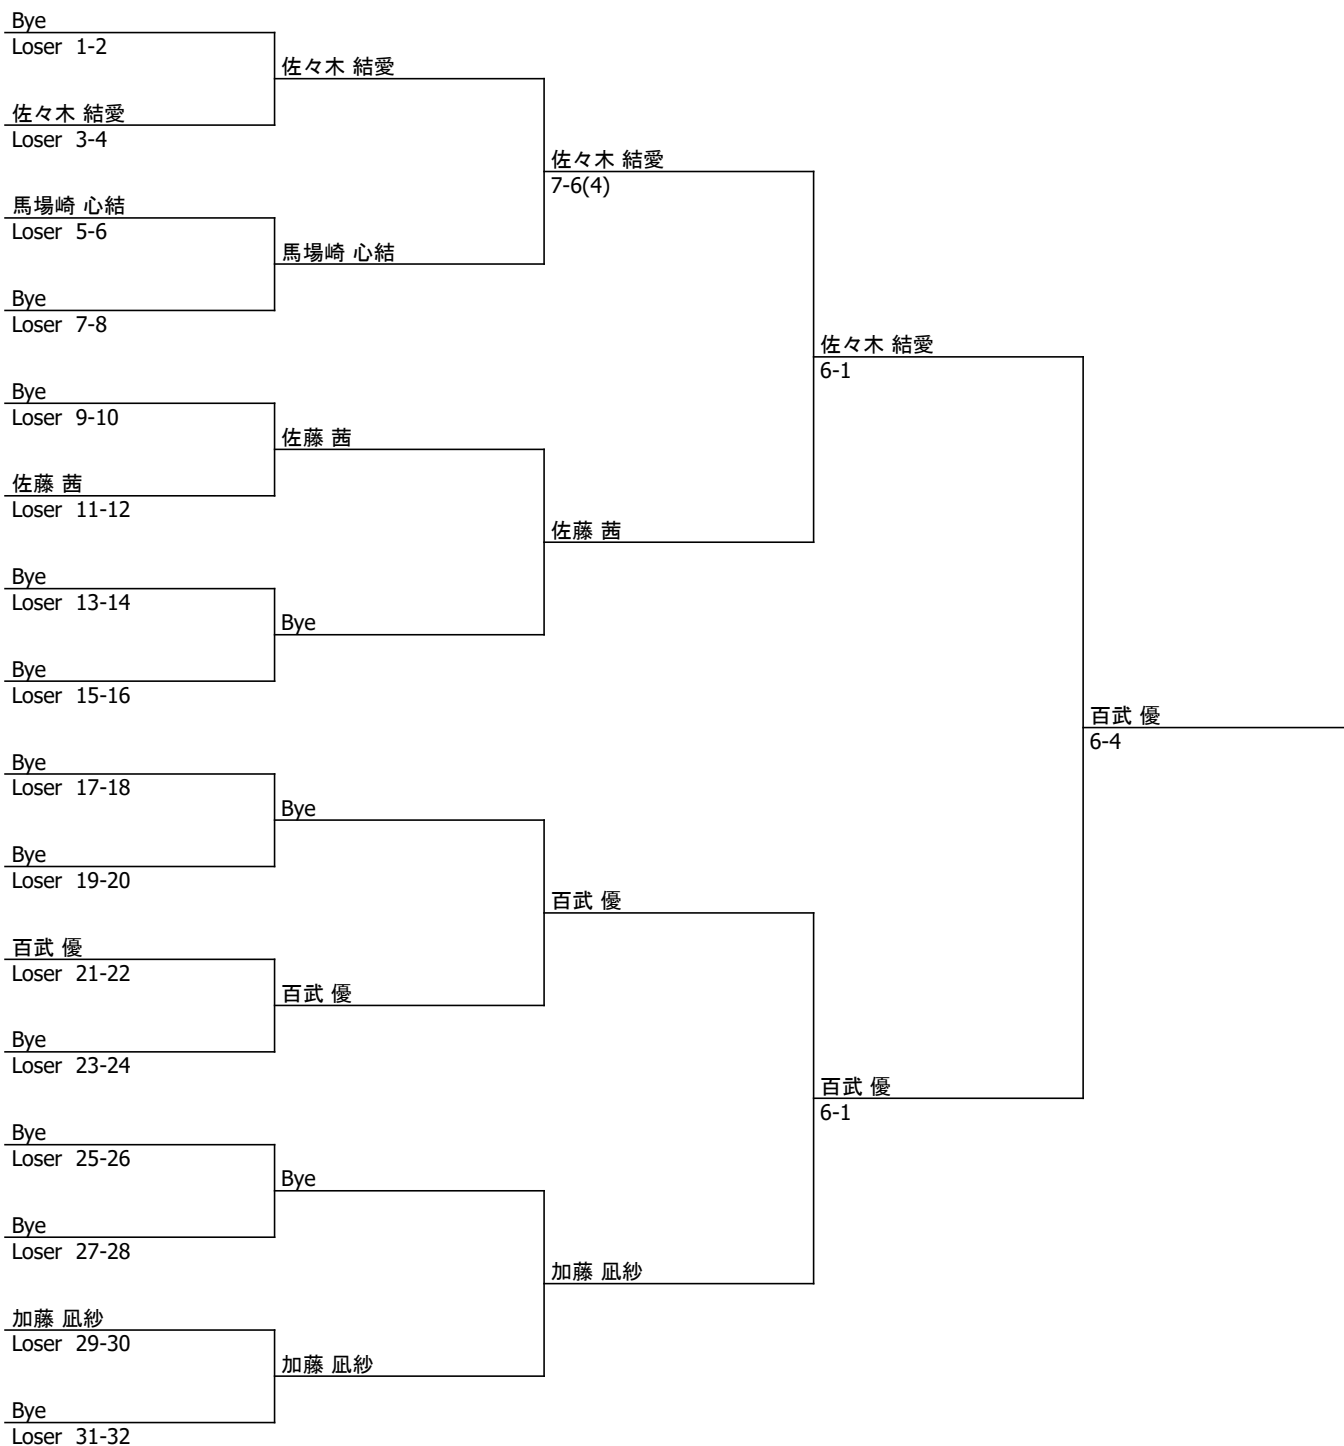 Bye
Loser 1-2
佐々木 結愛
佐々木 結愛
Loser 3-4
佐々木 結愛
7-6(4)
馬場崎 心結
Loser 5-6
馬場崎 心結
Bye
Loser 7-8
佐々木 結愛
6-1
Bye
Loser 9-10
佐藤 茜
佐藤 茜
Loser 11-12
佐藤 茜
Bye
Loser 13-14
Bye
Bye
Loser 15-16
百武 優
6-4
Bye
Loser 17-18
Bye
Bye
Loser 19-20
百武 優
百武 優
Loser 21-22
百武 優
Bye
Loser 23-24
百武 優
6-1
Bye
Loser 25-26
Bye
Bye
Loser 27-28
加藤 凪紗
加藤 凪紗
Loser 29-30
加藤 凪紗
Bye
Loser 31-32